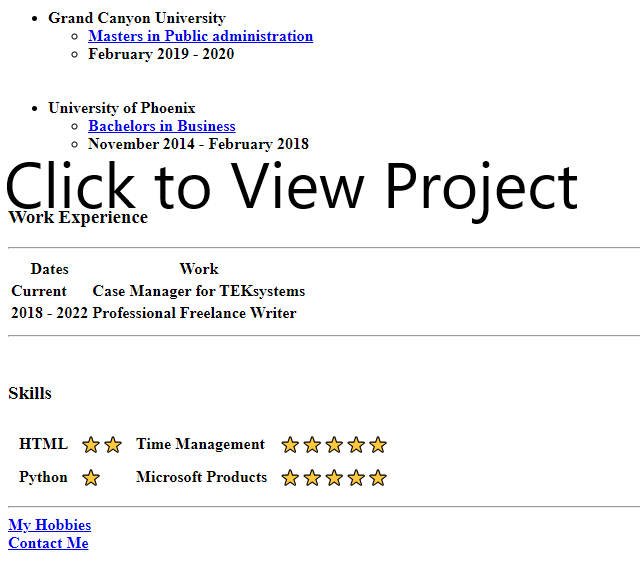 Grand Canyon University
Masters in Public administration
February 2019 - 2020
University of Phoenix
Bachelors in Business
November 2014 - February 2018
Click to View Project
Work Experience
Dates Work
Current Case Manager for TEKsystems
2018 - 2022 Professional Freelance Writer
Skills
HTML Time Management
Python Microsoft Products
My Hobbies
Contact Me